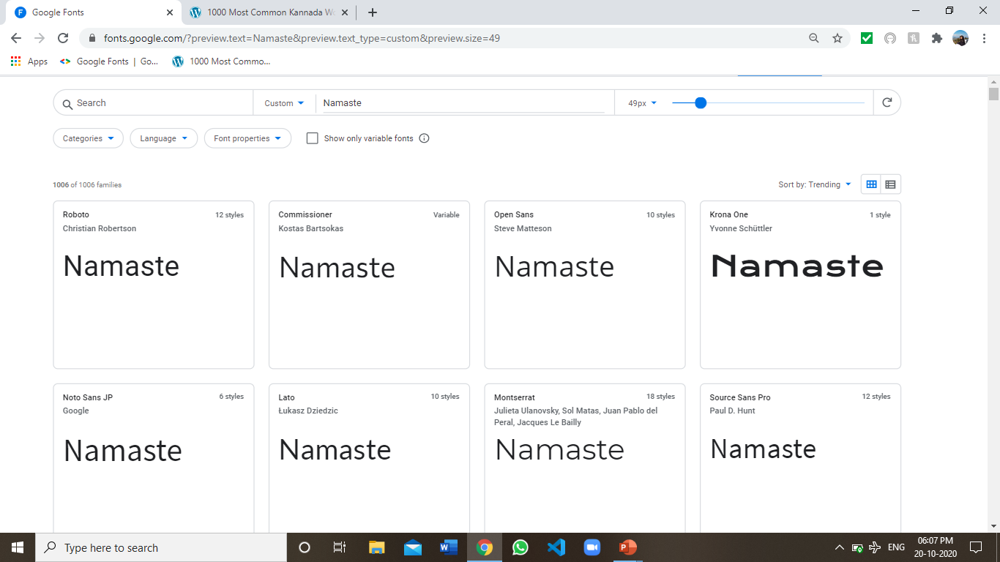 Google Fonts
1000 Most Common Kannada Wo
fonts.google.com/?preview.text=Namaste&preview.text_type=custom&preview.size=49
Apps Google Fonts | Go... 1000 Most Commo...
Search Custom Namaste 49px
Categories Language Font properties Show only variable fonts
1006 of 1006 families Sort by: Trending
Roboto 12 styles
Christian Robertson
Namaste
Commissioner Variable
Kostas Bartsokas
Namaste
Open Sans 10 styles
Steve Matteson
Namaste
Krona One 1 style
Yvonne Schüttler
Namaste
Noto Sans JP 6 styles
Google
Namaste
Lato 10 styles
Łukasz Dziedzic
Namaste
Montserrat 18 styles
Julieta Ulanovsky, Sol Matas, Juan Pablo del
Peral, Jacques Le Bailly
Namaste
Source Sans Pro 12 styles
Paul D. Hunt
Namaste
Type here to search ENG 06:07 PM
20-10-2020